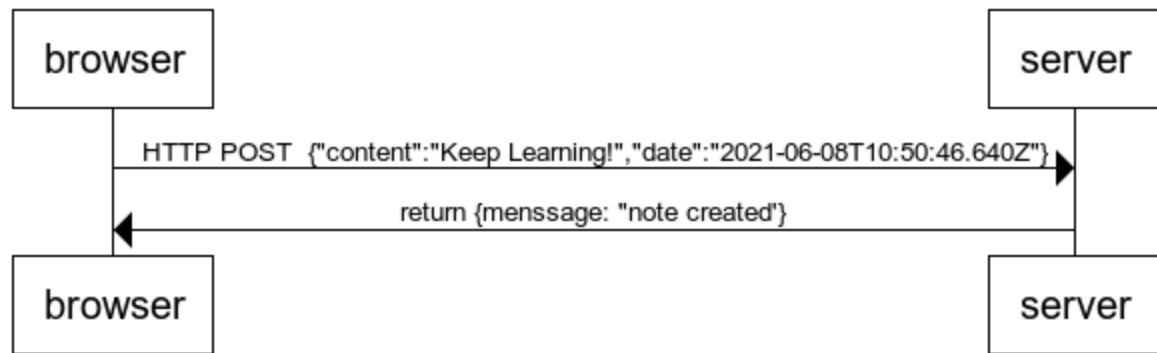 browser server
HTTP POST {"content":"Keep Learning!","date":"2021-06-08T10:50:46.640Z"}
return {menssage: "note created'}
browser server